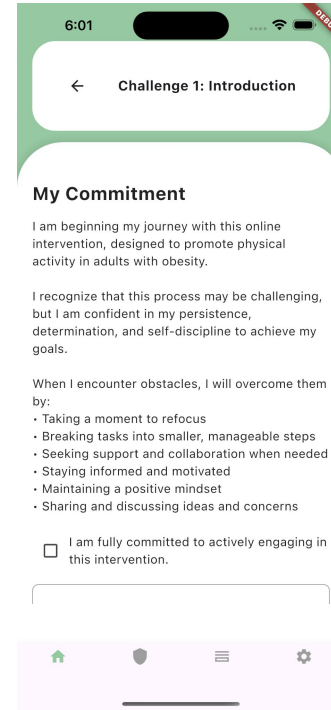 6:01
DEBU
Challenge 1: Introduction
My Commitment
I am beginning my journey with this online
intervention, designed to promote physical
activity in adults with obesity.
I recognize that this process may be challenging,
but I am confident in my persistence,
determination, and self-discipline to achieve my
goals.
When I encounter obstacles, I will overcome them
by:
• Taking a moment to refocus
• Breaking tasks into smaller, manageable steps
• Seeking support and collaboration when needed
• Staying informed and motivated
• Maintaining a positive mindset
• Sharing and discussing ideas and concerns
I am fully committed to actively engaging in
this intervention.